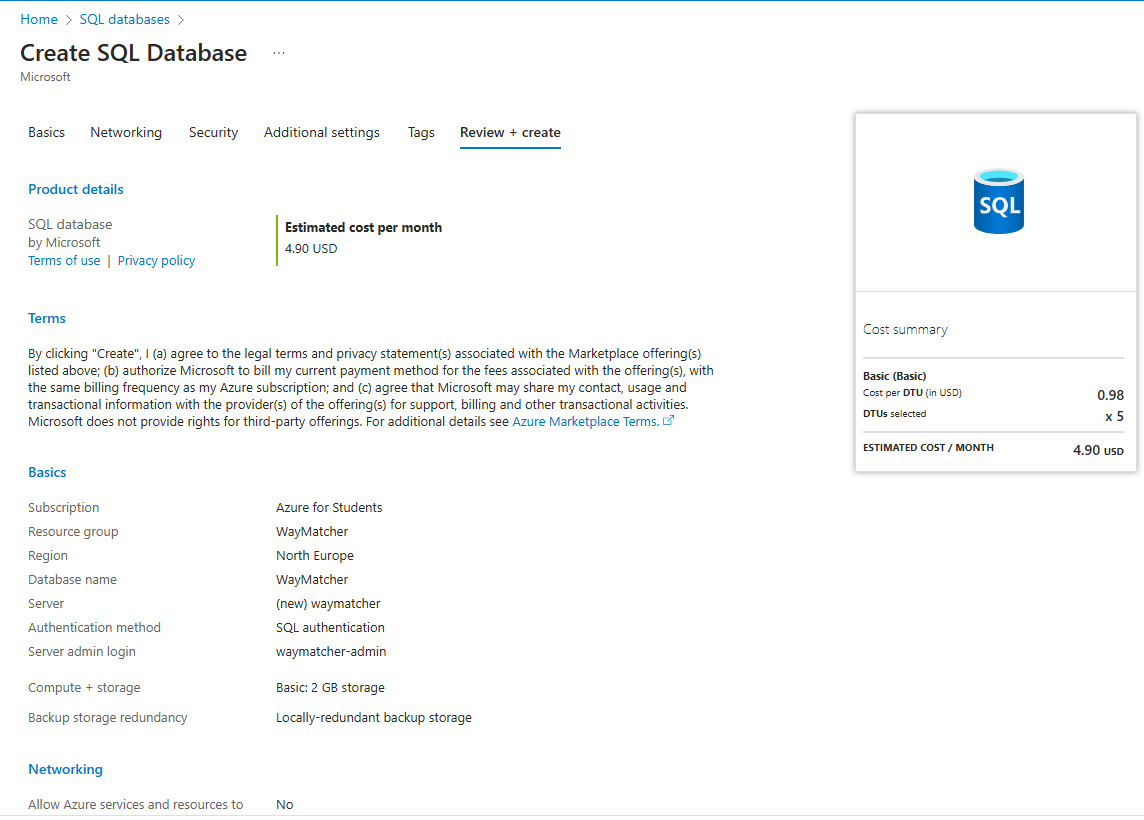 Home > SQL databases >
Create SQL Database ...
Microsoft
Basics Networking Security Additional settings Tags Review + create
Product details
SQL database
by Microsoft
Terms of use | Privacy policy
Estimated cost per month
4.90 USD
Terms
By clicking "Create", I (a) agree to the legal terms and privacy statement(s) associated with the Marketplace offering(s)
listed above; (b) authorize Microsoft to bill my current payment method for the fees associated with the offering(s), with
the same billing frequency as my Azure subscription; and (c) agree that Microsoft may share my contact, usage and
transactional information with the provider(s) of the offering(s) for support, billing and other transactional activities.
Microsoft does not provide rights for third-party offerings. For additional details see Azure Marketplace Terms.
Basics
Subscription Azure for Students
Resource group WayMatcher
Region North Europe
Database name WayMatcher
Server (new) waymatcher
Authentication method SQL authentication
Server admin login waymatcher-admin
Compute + storage Basic: 2 GB storage
Backup storage redundancy Locally-redundant backup storage
Networking
Allow Azure services and resources to No
SQL
Cost summary
Basic (Basic)
Cost per DTU (in USD) 0.98
DTUs selected x 5
ESTIMATED COST / MONTH 4.90 USD